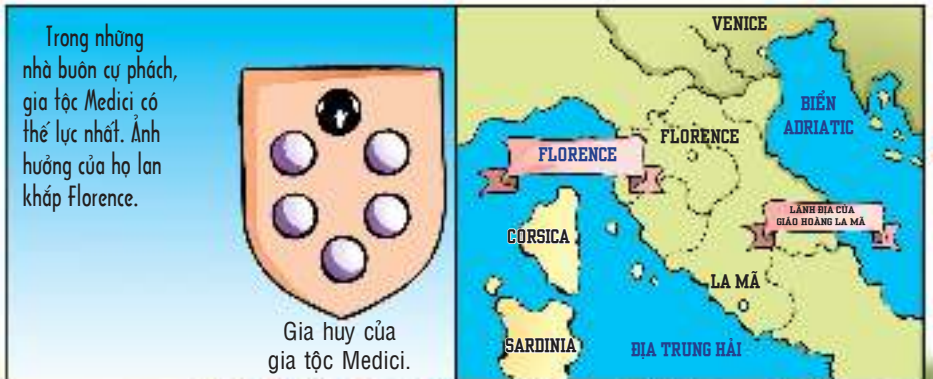 Trong những
nhà buôn cự phách,
gia tộc Medici có
thế lực nhất. Ảnh
hưởng của họ lan
khắp Florence.
Gia huy của
gia tộc Medici.
VENICE
BIỂN
ADRIATIC
FLORENCE
FLORENCE
LÃNH ĐỊA CỦA
GIÁO HOÀNG LA MÃ
CORSICA
LA MÃ
SARDINIA
ĐỊA TRUNG HẢI